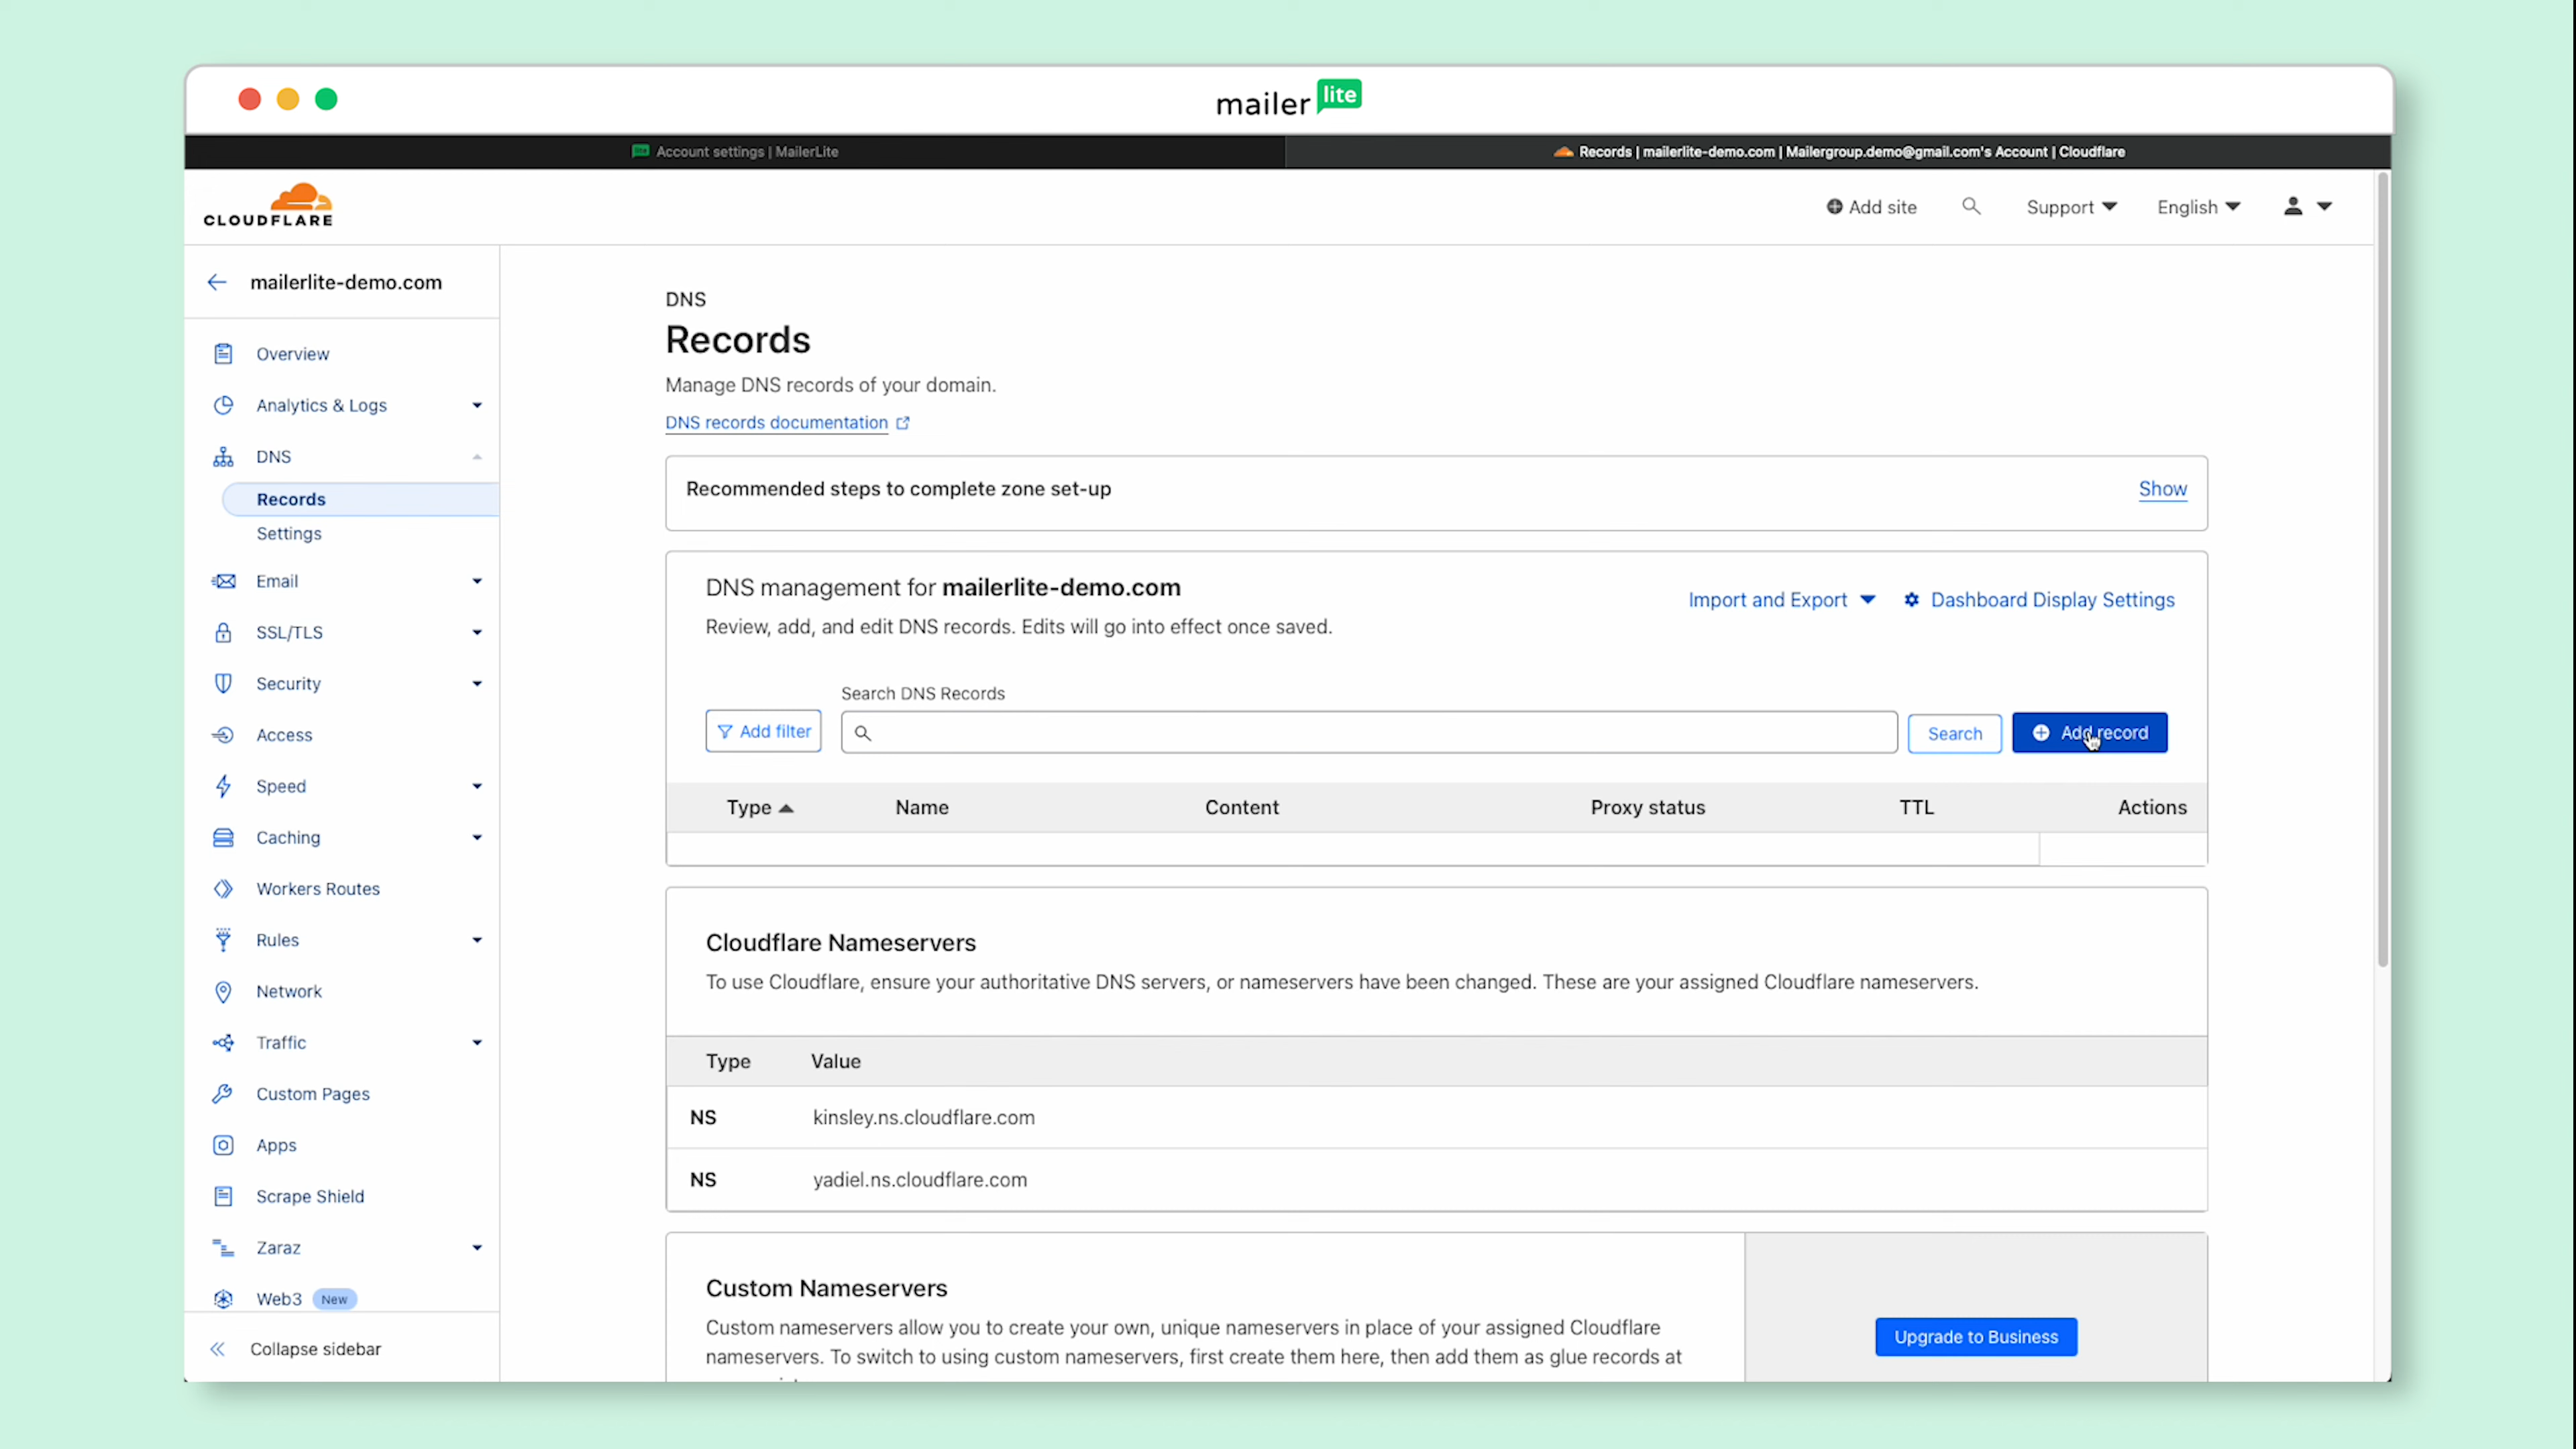 mailer lite
Account settings | MailerLite
Records | mailerlite-demo.com | Mailergroup.demo@gmail.com's Account | Cloudflare
CLOUDFLARE
Add site
Support
English
mailerlite-demo.com
Overview
Analytics & Logs
DNS
Records
Settings
Email
SSL/TLS
Security
Access
Speed
Caching
Workers Routes
Rules
Network
Traffic
Custom Pages
Apps
Scrape Shield
Zaraz
Web3 New
Collapse sidebar
DNS
Records
Manage DNS records of your domain.
DNS records documentation
Recommended steps to complete zone set-up
Show
DNS management for mailerlite-demo.com
Import and Export
Dashboard Display Settings
Review, add, and edit DNS records. Edits will go into effect once saved.
Search DNS Records
Add filter
Search
Add record
Type Name Content Proxy status TTL Actions
Cloudflare Nameservers
To use Cloudflare, ensure your authoritative DNS servers, or nameservers have been changed. These are your assigned Cloudflare nameservers.
Type Value
NS kinsley.ns.cloudflare.com
NS yadiel.ns.cloudflare.com
Custom Nameservers
Custom nameservers allow you to create your own, unique nameservers in place of your assigned Cloudflare
nameservers. To switch to using custom nameservers, first create them here, then add them as glue records at
Upgrade to Business